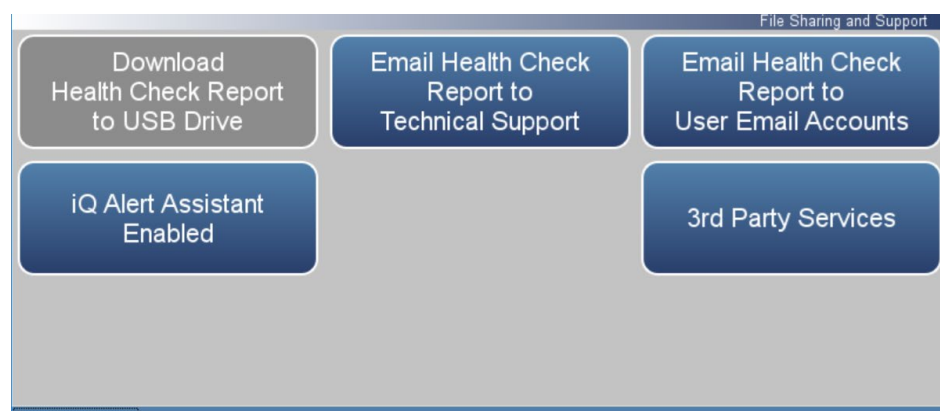 File Sharing and Support
Download
Health Check Report
to USB Drive
Email Health Check
Report to
Technical Support
Email Health Check
Report to
User Email Accounts
iQ Alert Assistant
Enabled
3rd Party Services